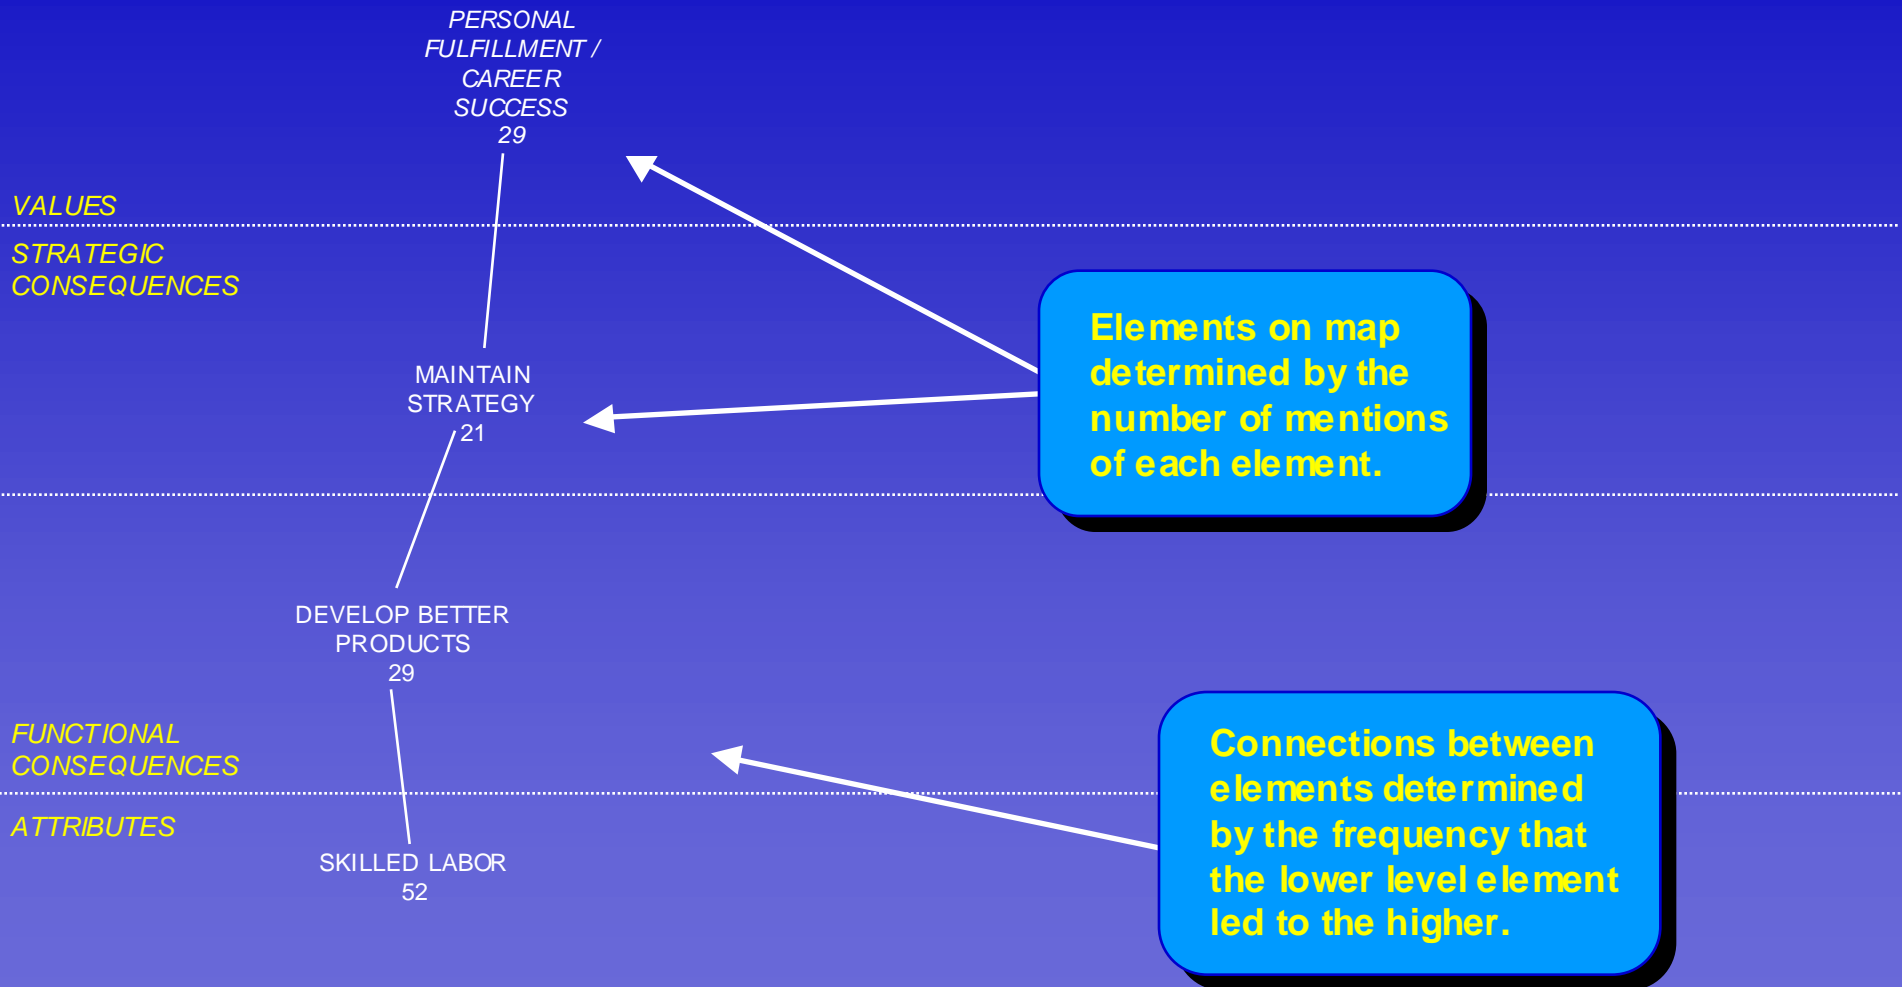 PERSONAL
FULFILLMENT /
CAREER
SUCCESS
29
VALUES
STRATEGIC
CONSEQUENCES
MAINTAIN
STRATEGY
21
Elements on map
determined by the
number of mentions
of each element.
DEVELOP BETTER
PRODUCTS
29
FUNCTIONAL
CONSEQUENCES
ATTRIBUTES
SKILLED LABOR
52
Connections between
elements determined
by the frequency that
the lower level element
led to the higher.